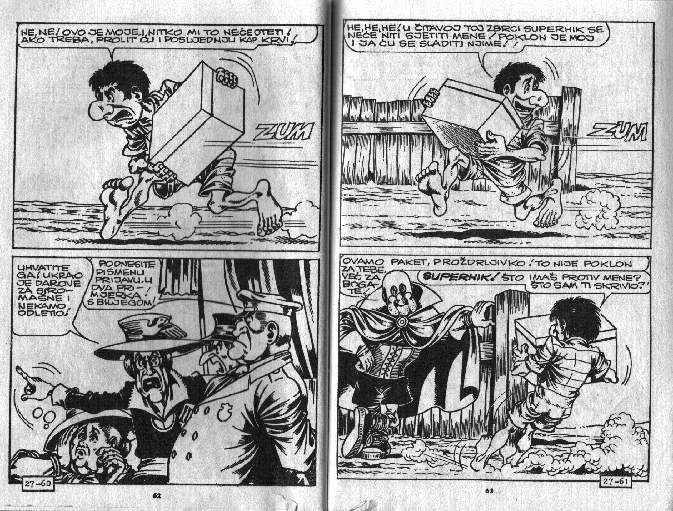 NE, NE! OVO JE MOJE I NITKO MI TO NEĆE OTETI!
AKO TREBA, PROLIT ĆU I POSLJEDNJU KAP KRVI!
ZUM
UHVATITE
GA! UKRAO
JE DAROVE
ZA SIRO-
MAŠNE I
NEKAMO
ODLETIO!
PODNESITE
PISMENU
PRIJAVU U
DVA PRI-
MJERKA
S BILJEGOM!
27-60
62
HE, HE, HE! U ČITAVOJ TOJ ZBRCI SUPERHIK SE
NEĆE NITI SJETITI MENE! POKLON JE MOJ
I JA ĆU SE SLADITI NJIME!
ZUM
OVAMO PAKET, PROŽDRLJIVKO! TO NIJE POKLON
ZA TEBE,
VEĆ ZA
BOGA-
TE!
SUPERHIK! ŠTO IMAŠ PROTIV MENE?
ŠTO SAM TI SKRIVIO?
27-61
63